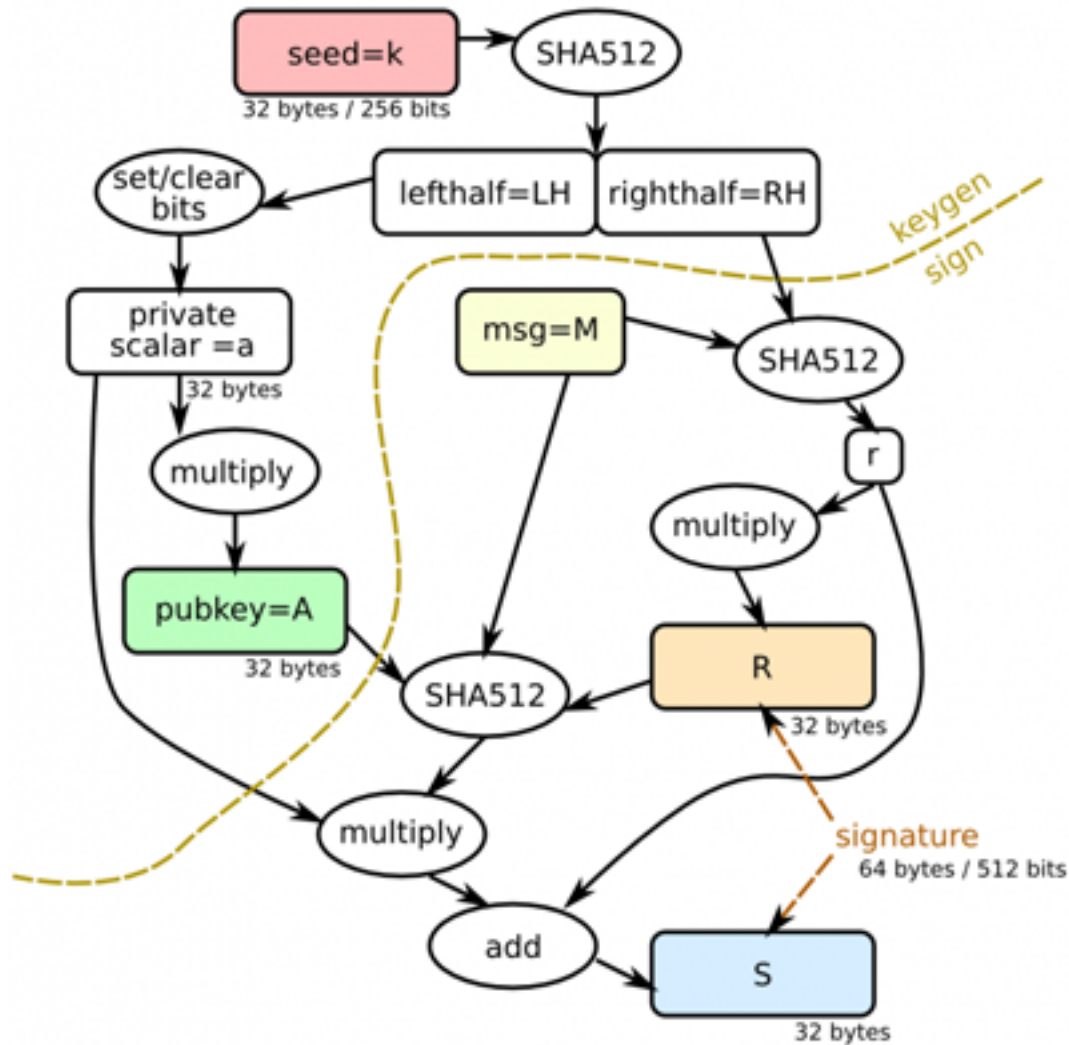 seed=k
SHA512
32 bytes / 256 bits
set/clear
bits
lefthalf=LH
righthalf=RH
keygen
sign
private
scalar =a
msg=M
SHA512
32 bytes
r
multiply
multiply
pubkey=A
R
32 bytes
SHA512
32 bytes
multiply
signature
64 bytes / 512 bits
add
S
32 bytes